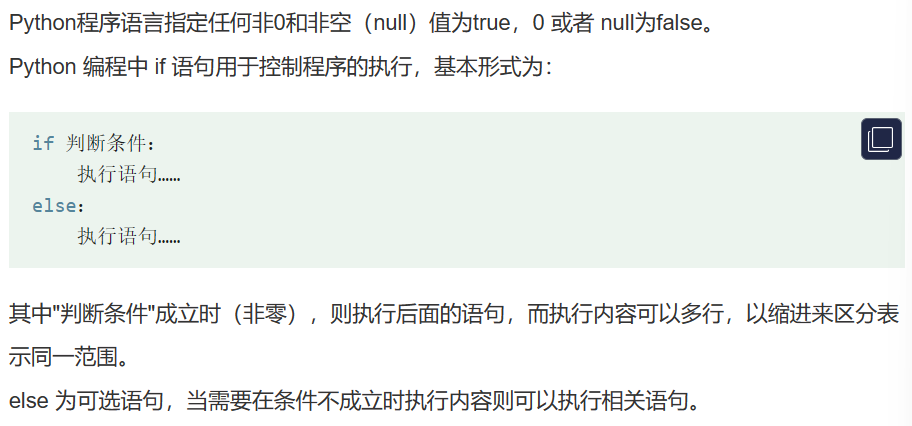 Python程序语言指定任何非0和非空（null）值为true，0 或者 null为false。
Python 编程中 if 语句用于控制程序的执行，基本形式为：
if 判断条件：
    执行语句……
else：
    执行语句……
其中"判断条件"成立时（非零），则执行后面的语句，而执行内容可以多行，以缩进来区分表
示同一范围。
else 为可选语句，当需要在条件不成立时执行内容则可以执行相关语句。